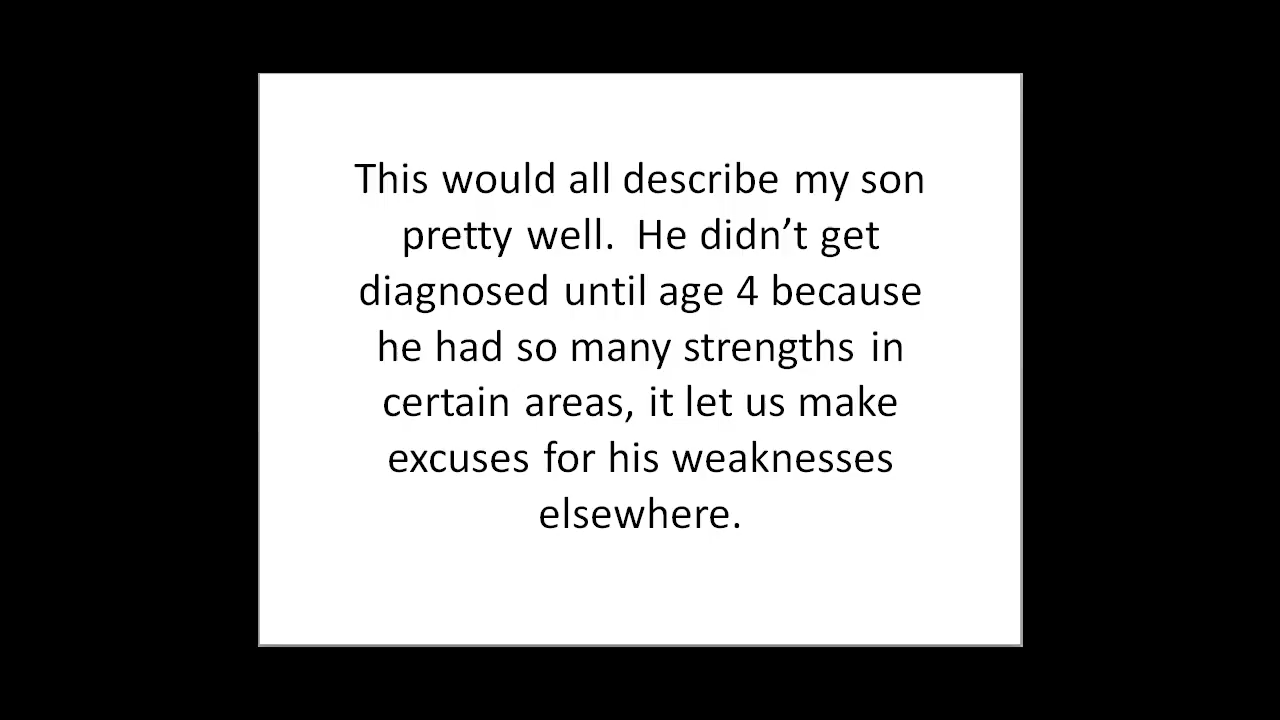 This would all describe my son
pretty well.  He didn’t get
diagnosed until age 4 because
he had so many strengths in
certain areas, it let us make
excuses for his weaknesses
elsewhere.